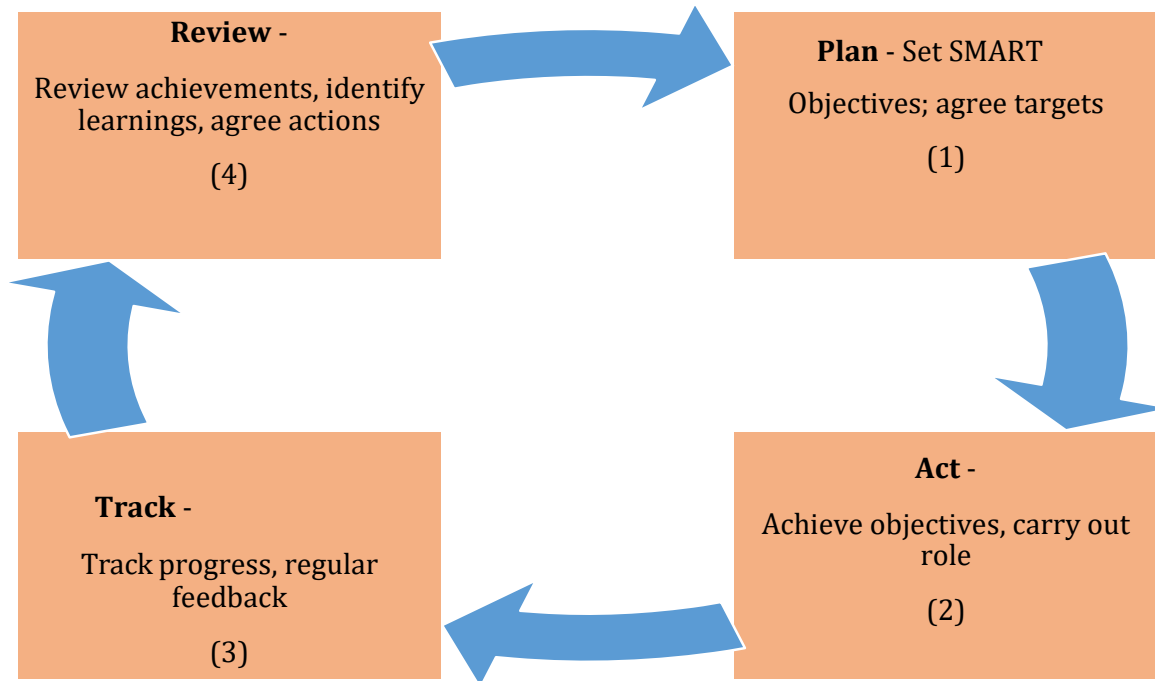 Review -
Review achievements, identify
learnings, agree actions
(4)
Plan - Set SMART
Objectives; agree targets
(1)
Track -
Track progress, regular
feedback
(3)
Act -
Achieve objectives, carry out
role
(2)